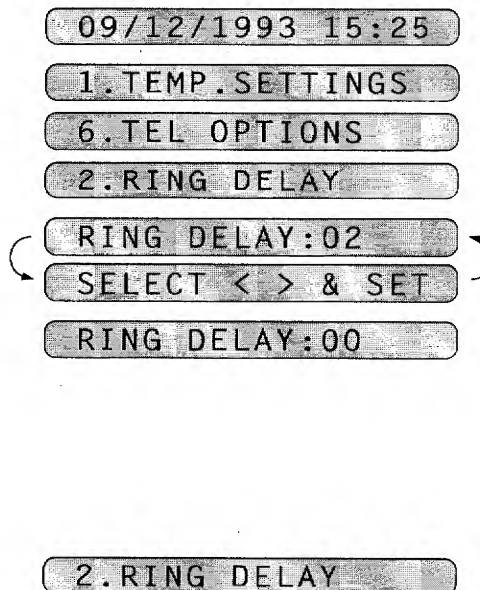 09/12/1993 15:25
1.TEMP.SETTINGS
6.TEL OPTIONS
2.RING DELAY
RING DELAY:02
SELECT < > & SET
RING DELAY:00
2.RING DELAY